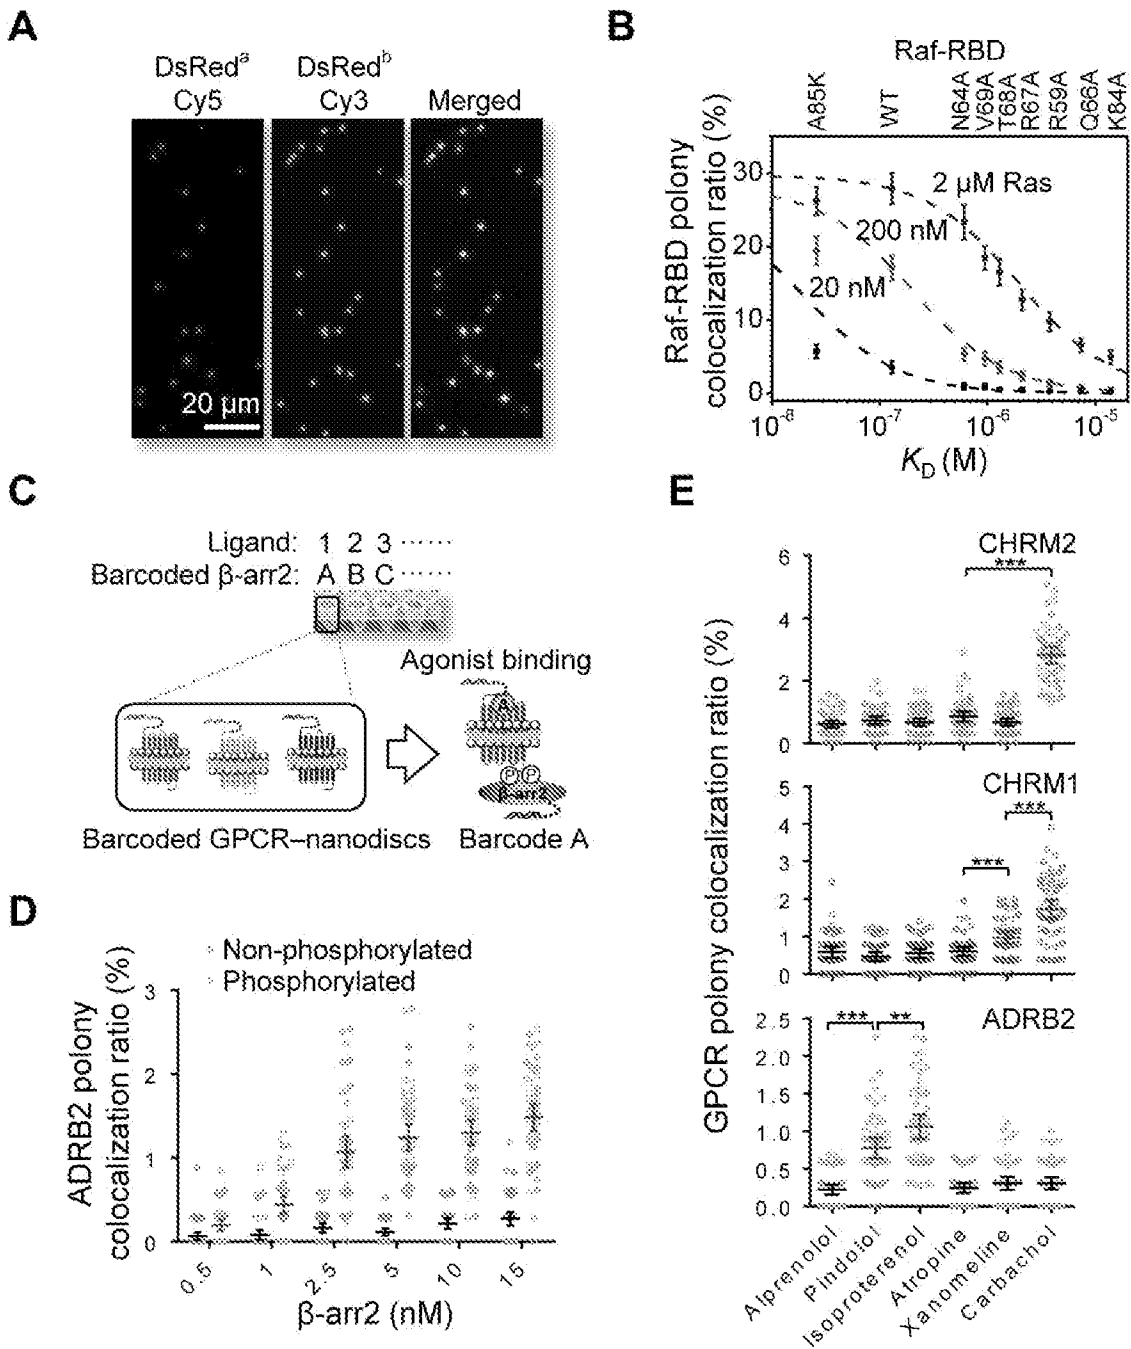 A
DsRedᵃ
Cy5
DsRedᵇ
Cy3
Merged
20 µm
B
Raf-RBD
A85K
WT
N64A
V69A
T68A
R67A
R59A
Q66A
K84A
Raf-RBD polony
colocalization ratio (%)
30
20
10
0
2 µM Ras
200 nM
20 nM
10⁻⁸
10⁻⁷
10⁻⁶
10⁻⁵
K_D (M)
C
Ligand: 1 2 3 ······
Barcoded β-arr2: A B C ······
Agonist binding
A
P P
β-arr2
Barcoded GPCR–nanodiscs
Barcode A
D
Non-phosphorylated
Phosphorylated
ADRB2 polony
colocalization ratio (%)
3
2
1
0
0.5
1
2.5
5
10
15
β-arr2 (nM)
E
GPCR polony colocalization ratio (%)
CHRM2
***
6
4
2
0
CHRM1
***
***
5
4
3
2
1
0
ADRB2
***
**
2.5
2.0
1.5
1.0
0.5
0.0
Alprenolol
Pindolol
Isoproterenol
Atropine
Xanomeline
Carbachol